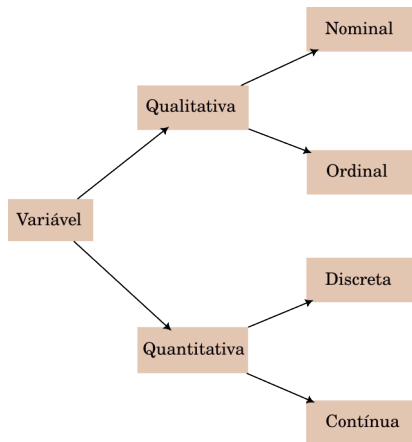 Nominal
Qualitativa
Ordinal
Variável
Discreta
Quantitativa
Contínua